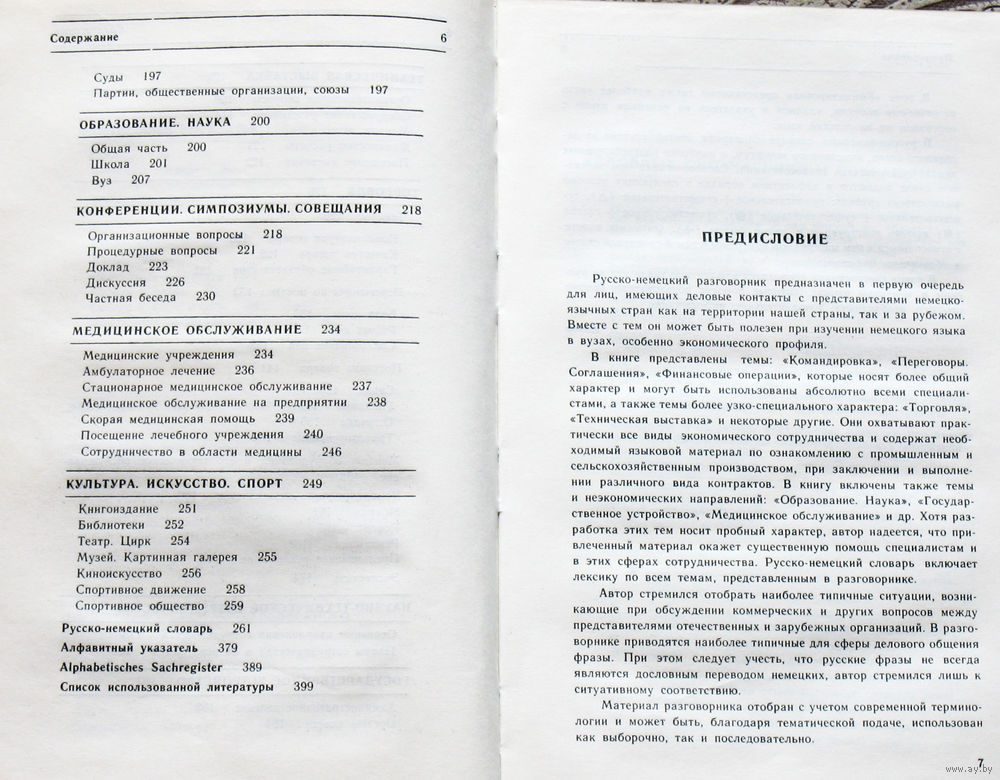 Содержание 6
Суды 197
Партии, общественные организации, союзы 197
ОБРАЗОВАНИЕ. НАУКА 200
Общая часть 200
Школа 201
Вуз 207
КОНФЕРЕНЦИИ. СИМПОЗИУМЫ. СОВЕЩАНИЯ 218
Организационные вопросы 218
Процедурные вопросы 221
Доклад 223
Дискуссия 226
Частная беседа 230
МЕДИЦИНСКОЕ ОБСЛУЖИВАНИЕ 234
Медицинские учреждения 234
Амбулаторное лечение 236
Стационарное медицинское обслуживание 237
Медицинское обслуживание на предприятии 238
Скорая медицинская помощь 239
Посещение лечебного учреждения 240
Сотрудничество в области медицины 246
КУЛЬТУРА. ИСКУССТВО. СПОРТ 249
Книгоиздание 251
Библиотеки 252
Театр. Цирк 254
Музей. Картинная галерея 255
Киноискусство 256
Спортивное движение 258
Спортивное общество 259
Русско-немецкий словарь 261
Алфавитный указатель 379
Alphabetisches Sachregister 389
Список использованной литературы 399
ПРЕДИСЛОВИЕ
Русско-немецкий разговорник предназначен в первую очередь
для лиц, имеющих деловые контакты с представителями немецко-
язычных стран как на территории нашей страны, так и за рубежом.
Вместе с тем он может быть полезен при изучении немецкого языка
в вузах, особенно экономического профиля.
В книге представлены темы: «Командировка», «Переговоры.
Соглашения», «Финансовые операции», которые носят более общий
характер и могут быть использованы абсолютно всеми специали-
стами, а также темы более узко-специального характера: «Торговля»,
«Техническая выставка» и некоторые другие. Они охватывают прак-
тически все виды экономического сотрудничества и содержат необ-
ходимый языковой материал по ознакомлению с промышленным и
сельскохозяйственным производством, при заключении и выполне-
нии различного вида контрактов. В книгу включены также темы
и неэкономических направлений: «Образование. Наука», «Государ-
ственное устройство», «Медицинское обслуживание» и др. Хотя раз-
работка этих тем носит пробный характер, автор надеется, что при-
влеченный материал окажет существенную помощь специалистам и
в этих сферах сотрудничества. Русско-немецкий словарь включает
лексику по всем темам, представленным в разговорнике.
Автор стремился отобрать наиболее типичные ситуации, возни-
кающие при обсуждении коммерческих и других вопросов между
представителями отечественных и зарубежных организаций. В разго-
ворнике приводятся наиболее типичные для сферы делового общения
фразы. При этом следует учесть, что русские фразы не всегда
являются дословным переводом немецких, автор стремился лишь к
ситуативному соответствию.
Материал разговорника отобран с учетом современной термино-
логии и может быть, благодаря тематической подаче, использован
как выборочно, так и последовательно.
7
www.ay.by